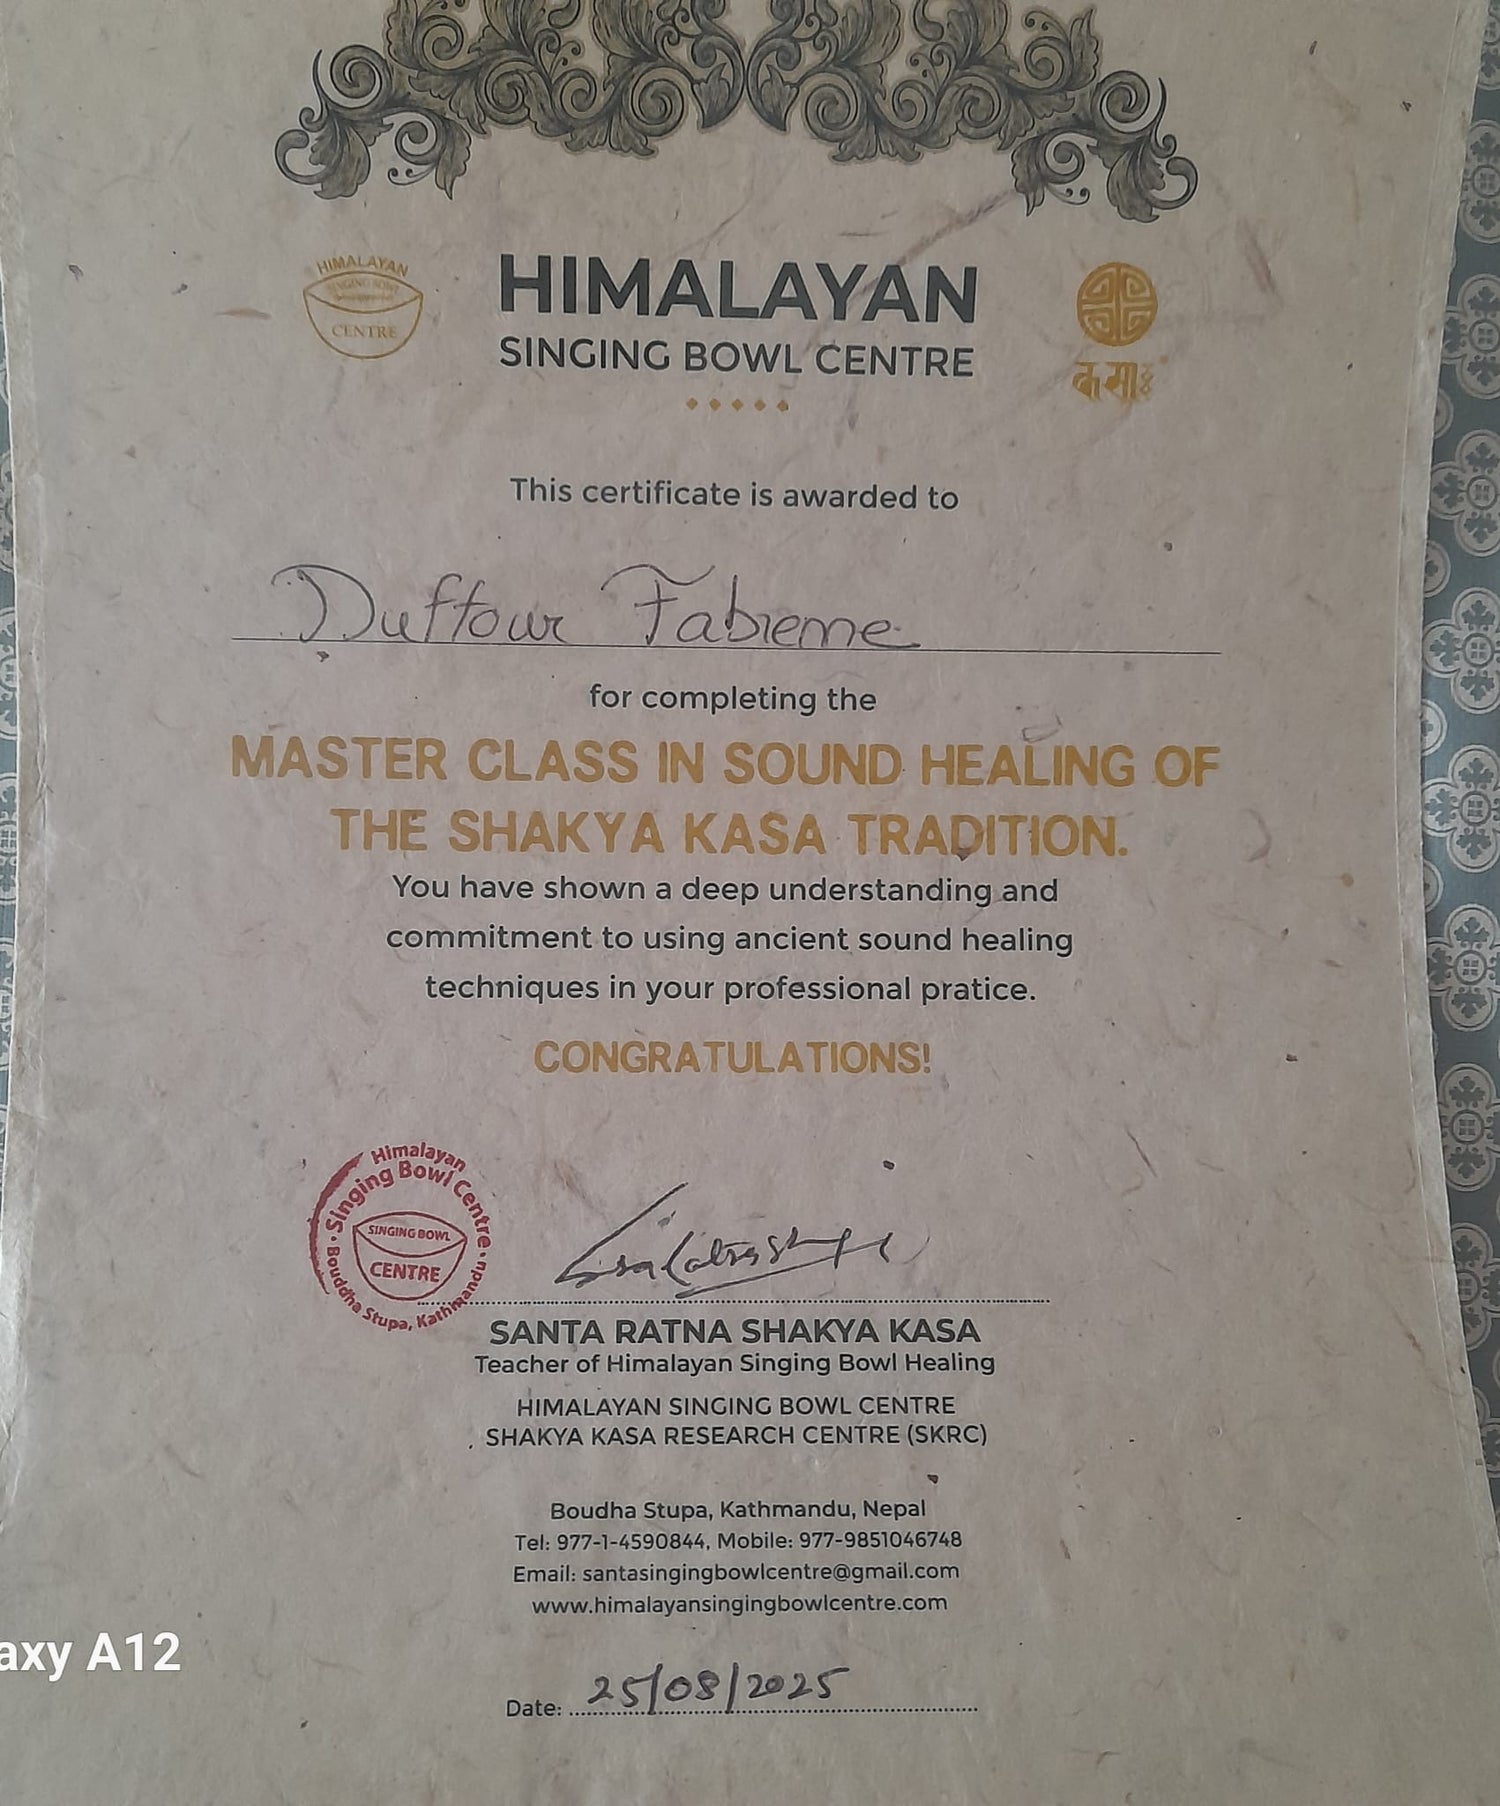 HIMALAYAN
SINGING BOWL
CENTRE
HIMALAYAN
SINGING BOWL CENTRE
कसाः
This certificate is awarded to
Duffour Fabienne
for completing the
MASTER CLASS IN SOUND HEALING OF
THE SHAKYA KASA TRADITION.
You have shown a deep understanding and
commitment to using ancient sound healing
techniques in your professional pratice.
CONGRATULATIONS!
Himalayan
Singing Bowl Centre
SINGING BOWL
CENTRE
Bouddha Stupa, Kathmandu
SANTA RATNA SHAKYA KASA
Teacher of Himalayan Singing Bowl Healing
HIMALAYAN SINGING BOWL CENTRE
SHAKYA KASA RESEARCH CENTRE (SKRC)
Boudha Stupa, Kathmandu, Nepal
Tel: 977-1-4590844, Mobile: 977-9851046748
Email: santasingingbowlcentre@gmail.com
www.himalayansingingbowlcentre.com
axy A12
Date: 25/08/2025